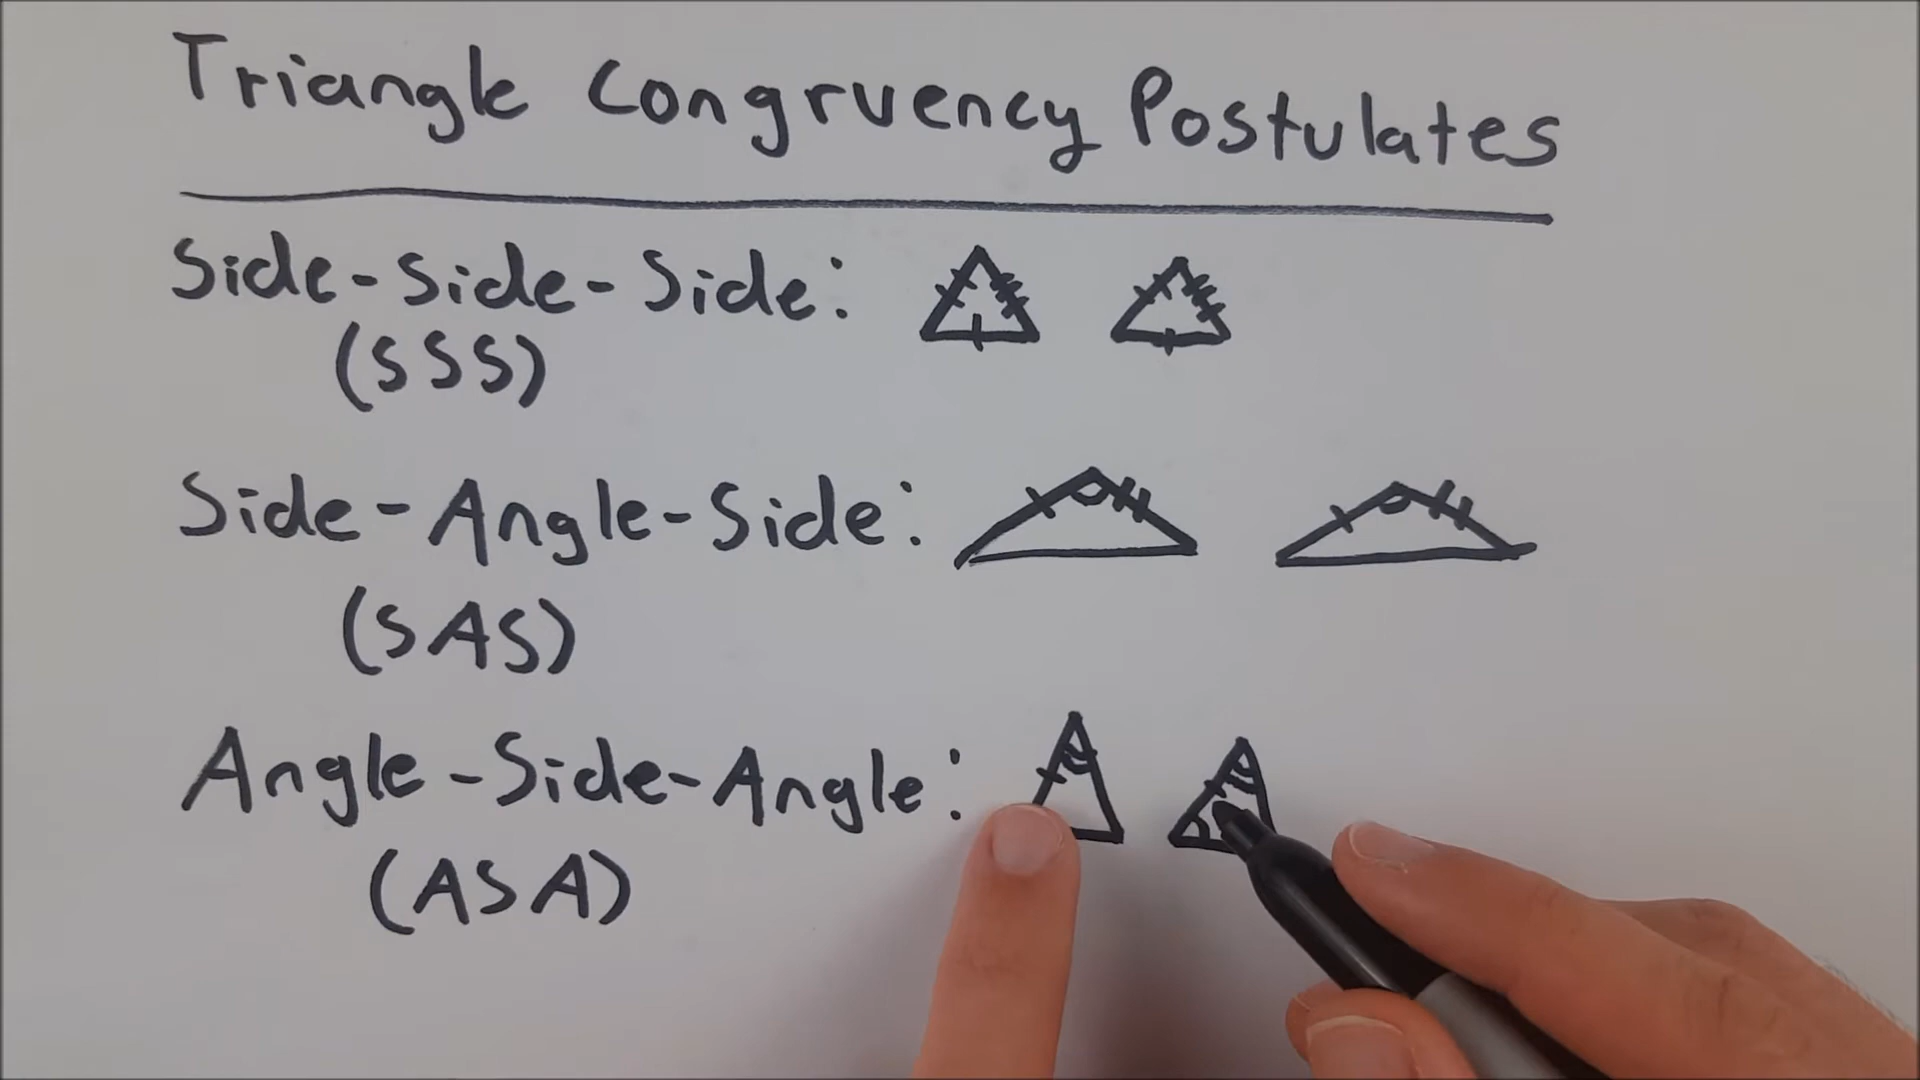 Triangle Congruency Postulates
Side-Side-Side:
(SSS)
Side-Angle-Side:
(SAS)
Angle-Side-Angle:
(ASA)